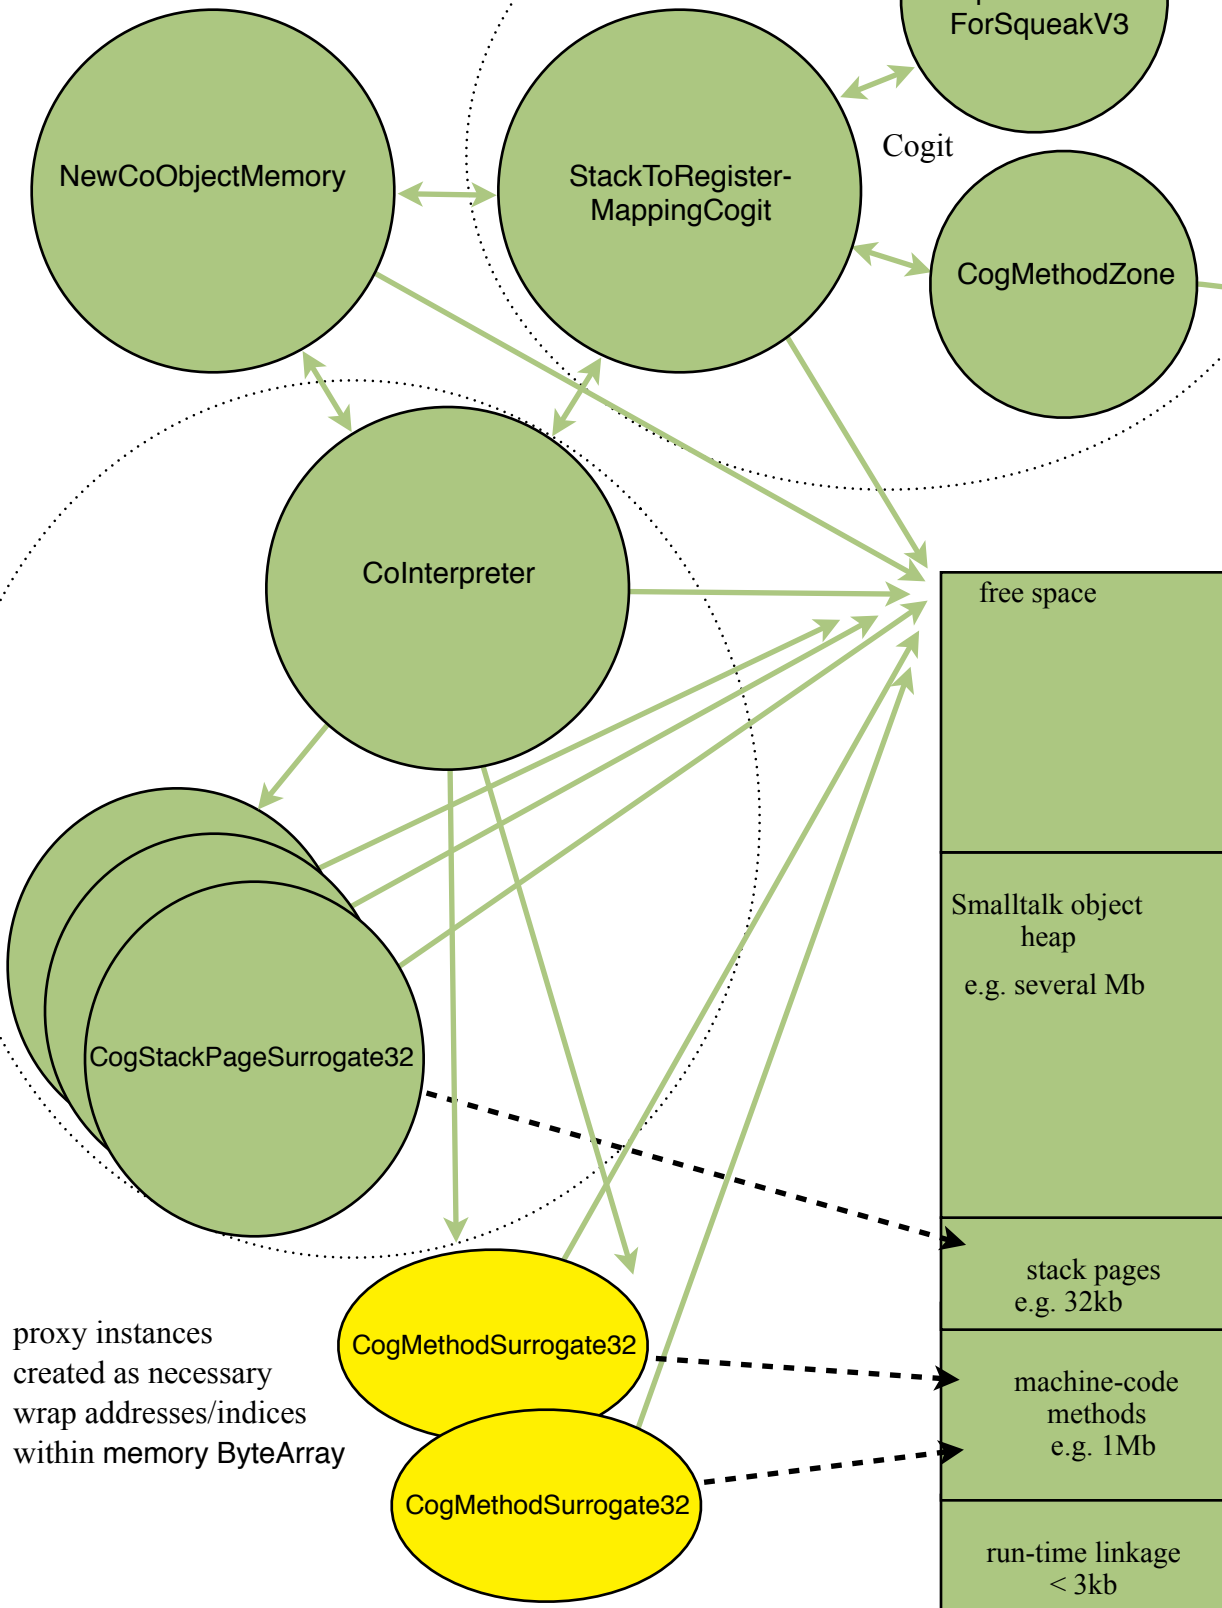 ForSqueakV3
Cogit
NewCoObjectMemory
StackToRegister-
MappingCogit
CogMethodZone
CoInterpreter
free space
Smalltalk object
heap
e.g. several Mb
CogStackPageSurrogate32
stack pages
e.g. 32kb
proxy instances
created as necessary
wrap addresses/indices
within memory ByteArray
CogMethodSurrogate32
machine-code
methods
e.g. 1Mb
CogMethodSurrogate32
run-time linkage
< 3kb